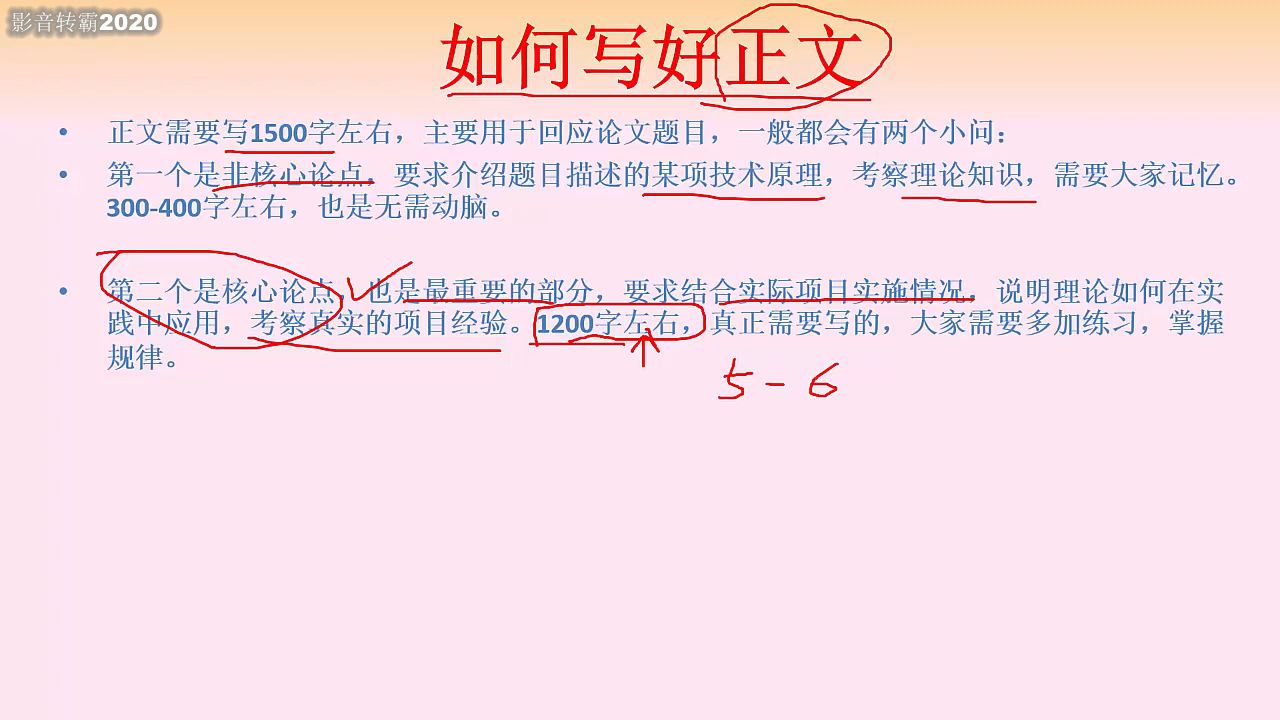 影音转霸2020
如何写好正文
• 正文需要写1500字左右，主要用于回应论文题目，一般都会有两个小问：
• 第一个是非核心论点，要求介绍题目描述的某项技术原理，考察理论知识，需要大家记忆。
300-400字左右，也是无需动脑。
• 第二个是核心论点，也是最重要的部分，要求结合实际项目实施情况，说明理论如何在实
践中应用，考察真实的项目经验。1200字左右，真正需要写的，大家需要多加练习，掌握
规律。
5-6